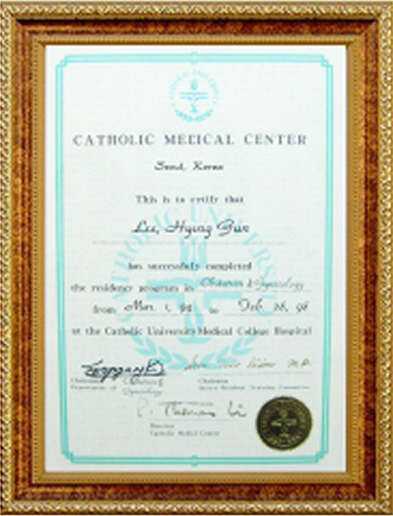 CATHOLIC MEDICAL CENTER
Seoul, Korea
This is to certify that
Lee, Hyung Gun
has successfully completed
the residency program in Obstetrics & Gynecology
from Mar. 1, 94 to Feb. 28, 98
at the Catholic University Medical College Hospital
Chairman Chairman
Department of Obstetrics & Gynecology
P. Thomas
Director
Catholic Medical Center